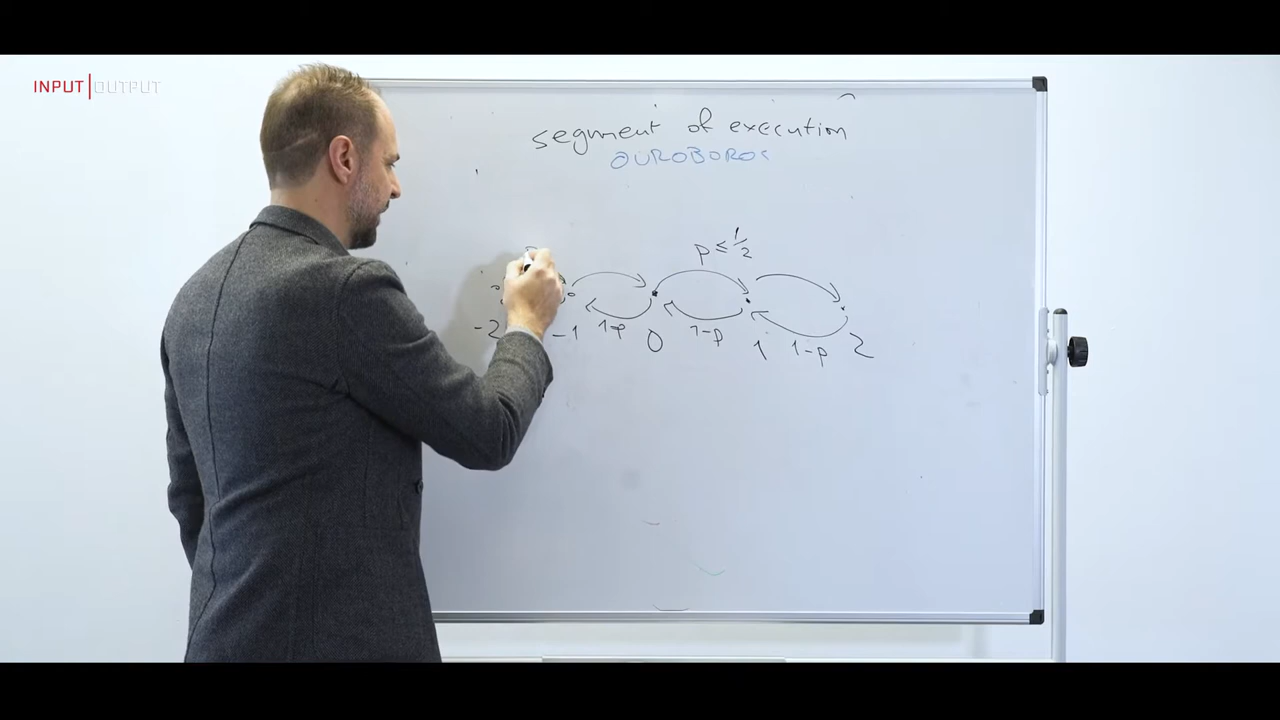 INPUT|OUTPUT
segment of execution
OUROBOROS
p ≤ 1/2
1-p 1-p 1-p
-2 -1 0 1 2